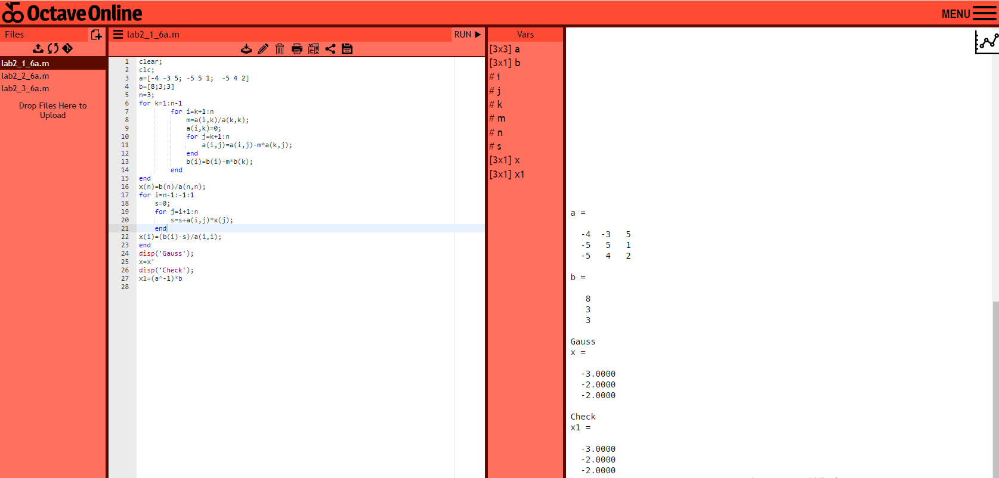 Octave Online
MENU
Files
lab2_1_6a.m
lab2_2_6a.m
lab2_3_6a.m
Drop Files Here to
Upload
lab2_1_6a.m
RUN
1 clear;
2 clc;
3 a=[-4 -3 5; -5 5 1;  -5 4 2]
4 b=[8;3;3]
5 n=3;
6 for k=1:n-1
7         for i=k+1:n
8             m=a(i,k)/a(k,k);
9             a(i,k)=0;
10             for j=k+1:n
11                 a(i,j)=a(i,j)-m*a(k,j);
12             end
13             b(i)=b(i)-m*b(k);
14         end
15 end
16 x(n)=b(n)/a(n,n);
17 for i=n-1:-1:1
18     s=0;
19     for j=i+1:n
20         s=s+a(i,j)*x(j);
21     end
22 x(i)=(b(i)-s)/a(i,i);
23 end
24 disp('Gauss');
25 x=x'
26 disp('Check');
27 x1=(a^-1)*b
28
Vars
[3x3] a
[3x1] b
# i
# j
# k
# m
# n
# s
[3x1] x
[3x1] x1
a =
-4 -3 5
-5 5 1
-5 4 2
b =
8
3
3
Gauss
x =
-3.0000
-2.0000
-2.0000
Check
x1 =
-3.0000
-2.0000
-2.0000